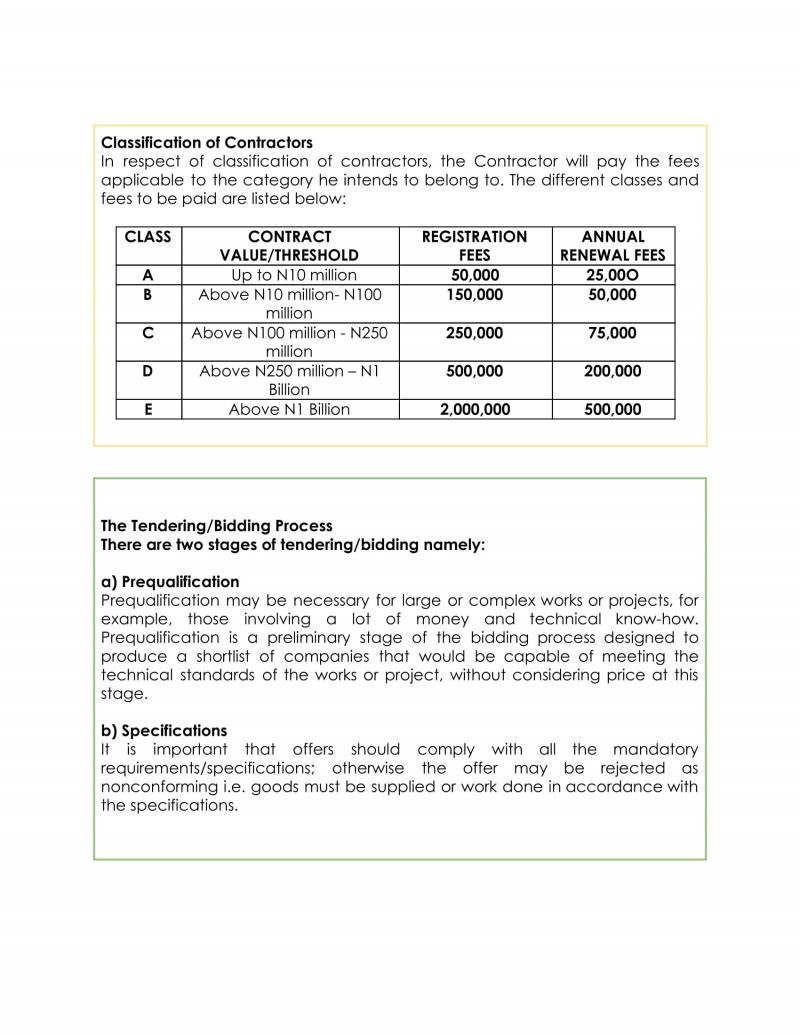 Classification of Contractors
In respect of classification of contractors, the Contractor will pay the fees
applicable to the category he intends to belong to. The different classes and
fees to be paid are listed below:
CLASS CONTRACT VALUE/THRESHOLD REGISTRATION FEES ANNUAL RENEWAL FEES
A Up to N10 million 50,000 25,00O
B Above N10 million- N100 million 150,000 50,000
C Above N100 million - N250 million 250,000 75,000
D Above N250 million – N1 Billion 500,000 200,000
E Above N1 Billion 2,000,000 500,000
The Tendering/Bidding Process
There are two stages of tendering/bidding namely:
a) Prequalification
Prequalification may be necessary for large or complex works or projects, for
example, those involving a lot of money and technical know-how.
Prequalification is a preliminary stage of the bidding process designed to
produce a shortlist of companies that would be capable of meeting the
technical standards of the works or project, without considering price at this
stage.
b) Specifications
It is important that offers should comply with all the mandatory
requirements/specifications; otherwise the offer may be rejected as
nonconforming i.e. goods must be supplied or work done in accordance with
the specifications.